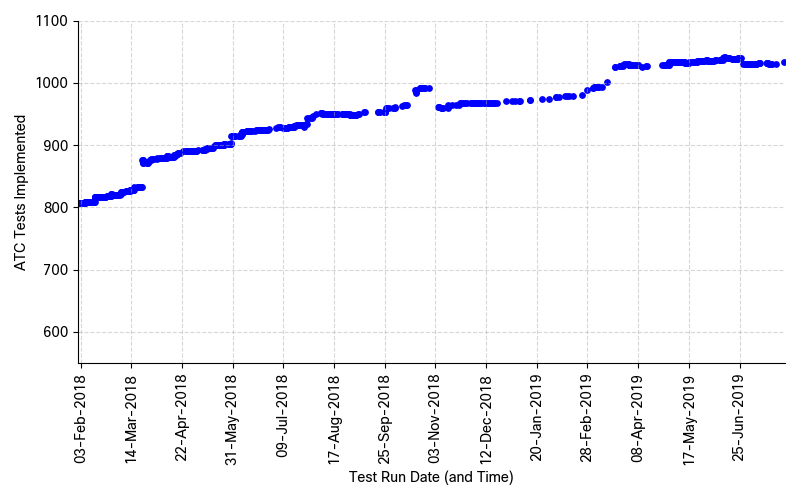 1100
1000
900
800
700
600
ATC Tests Implemented
03-Feb-2018
14-Mar-2018
22-Apr-2018
31-May-2018
09-Jul-2018
17-Aug-2018
25-Sep-2018
03-Nov-2018
12-Dec-2018
20-Jan-2019
28-Feb-2019
08-Apr-2019
17-May-2019
25-Jun-2019
Test Run Date (and Time)